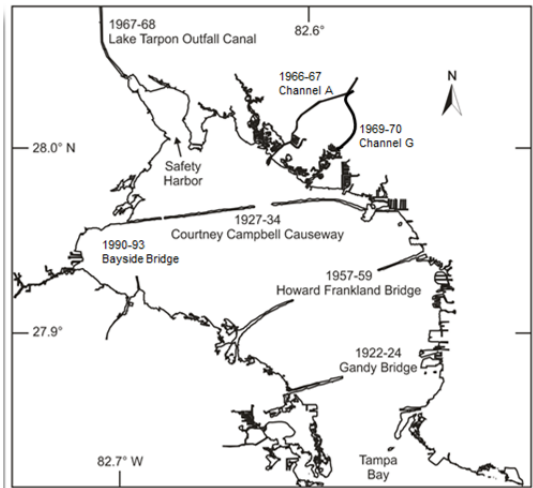 1967-68
Lake Tarpon Outfall Canal
82.6
1966-67
Channel A
N
1969-70
Channel G
28.0° N
Safety
Harbor
1927-34
Courtney Campbell Causeway
1990-93
Bayside Bridge
1957-59
Howard Frankland Bridge
27.9°
1922-24
Gandy Bridge
82.7° W
Tampa
Bay